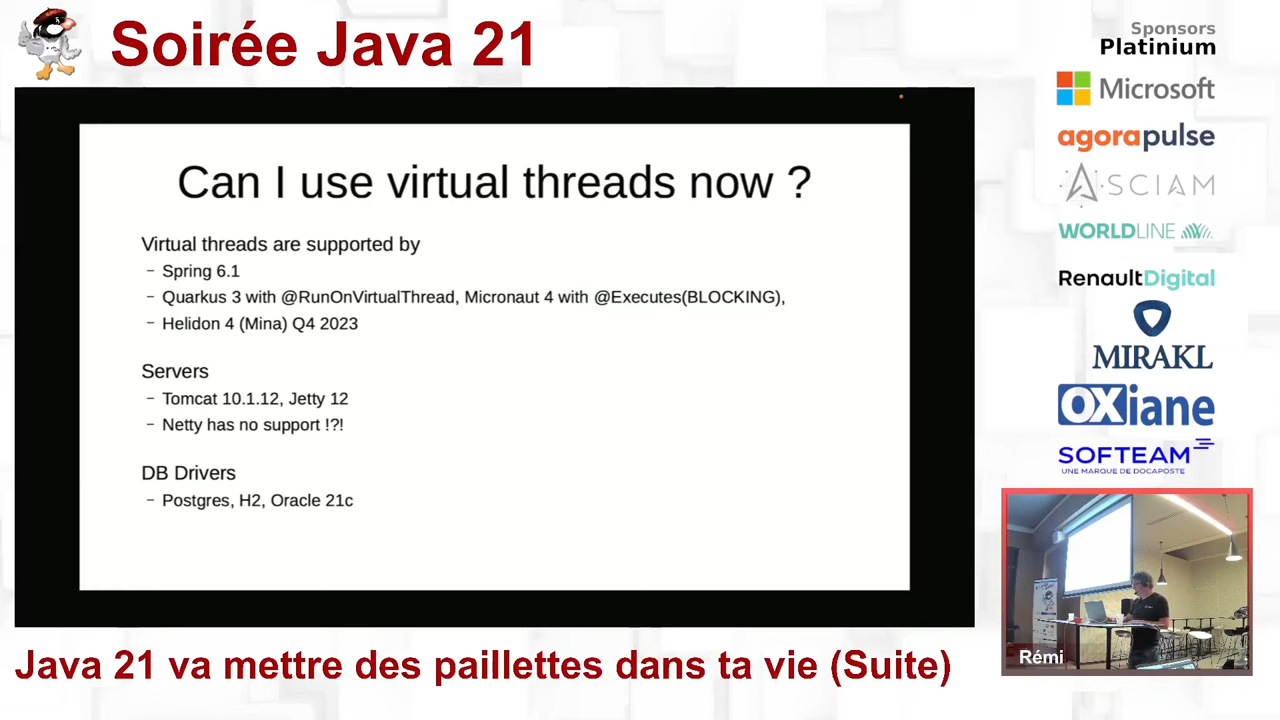 Soirée Java 21
Sponsors
Platinium
Microsoft
agorapulse
ASCIAM
WORLDLINE
RenaultDigital
MIRAKL
OXiane
SOFTEAM
UNE MARQUE DE DOCAPOSTE
Can I use virtual threads now ?
Virtual threads are supported by
– Spring 6.1
– Quarkus 3 with @RunOnVirtualThread, Micronaut 4 with @Executes(BLOCKING),
– Helidon 4 (Mina) Q4 2023
Servers
– Tomcat 10.1.12, Jetty 12
– Netty has no support !?!
DB Drivers
– Postgres, H2, Oracle 21c
Rémi
Java 21 va mettre des paillettes dans ta vie (Suite)